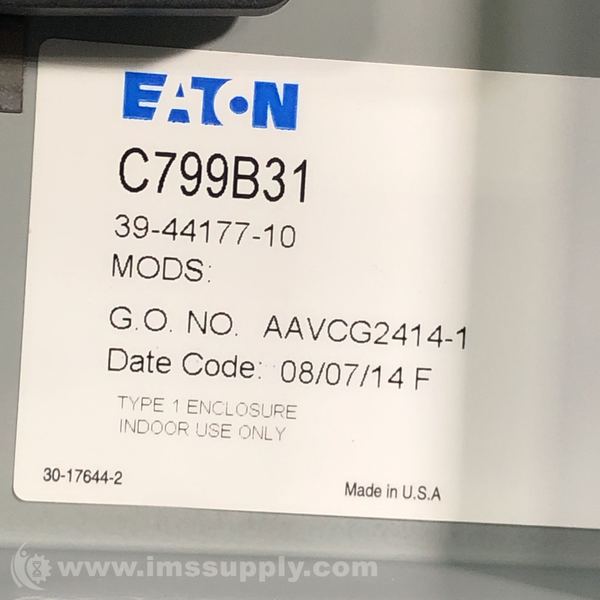 EATON
C799B31
39-44177-10
MODS:
G.O. NO. AAVCG2414-1
Date Code: 08/07/14 F
TYPE 1 ENCLOSURE
INDOOR USE ONLY
30-17644-2
Made in U.S.A
www.imssupply.com